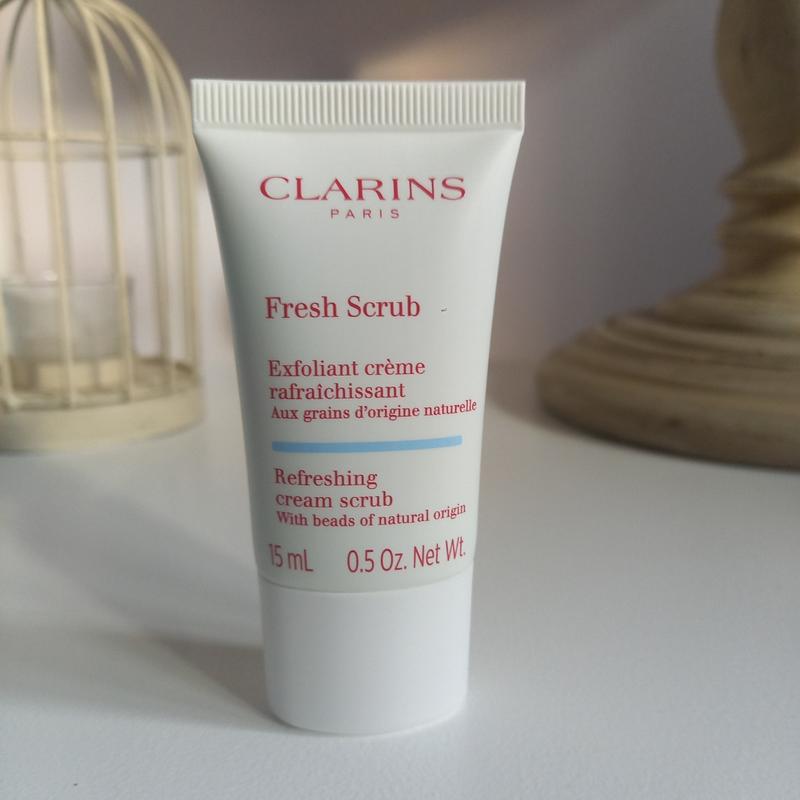 CLARINS
PARIS
Fresh Scrub
Exfoliant crème
rafraîchissant
Aux grains d'origine naturelle
Refreshing
cream scrub
With beads of natural origin
15 mL 0.5 Oz. Net Wt.